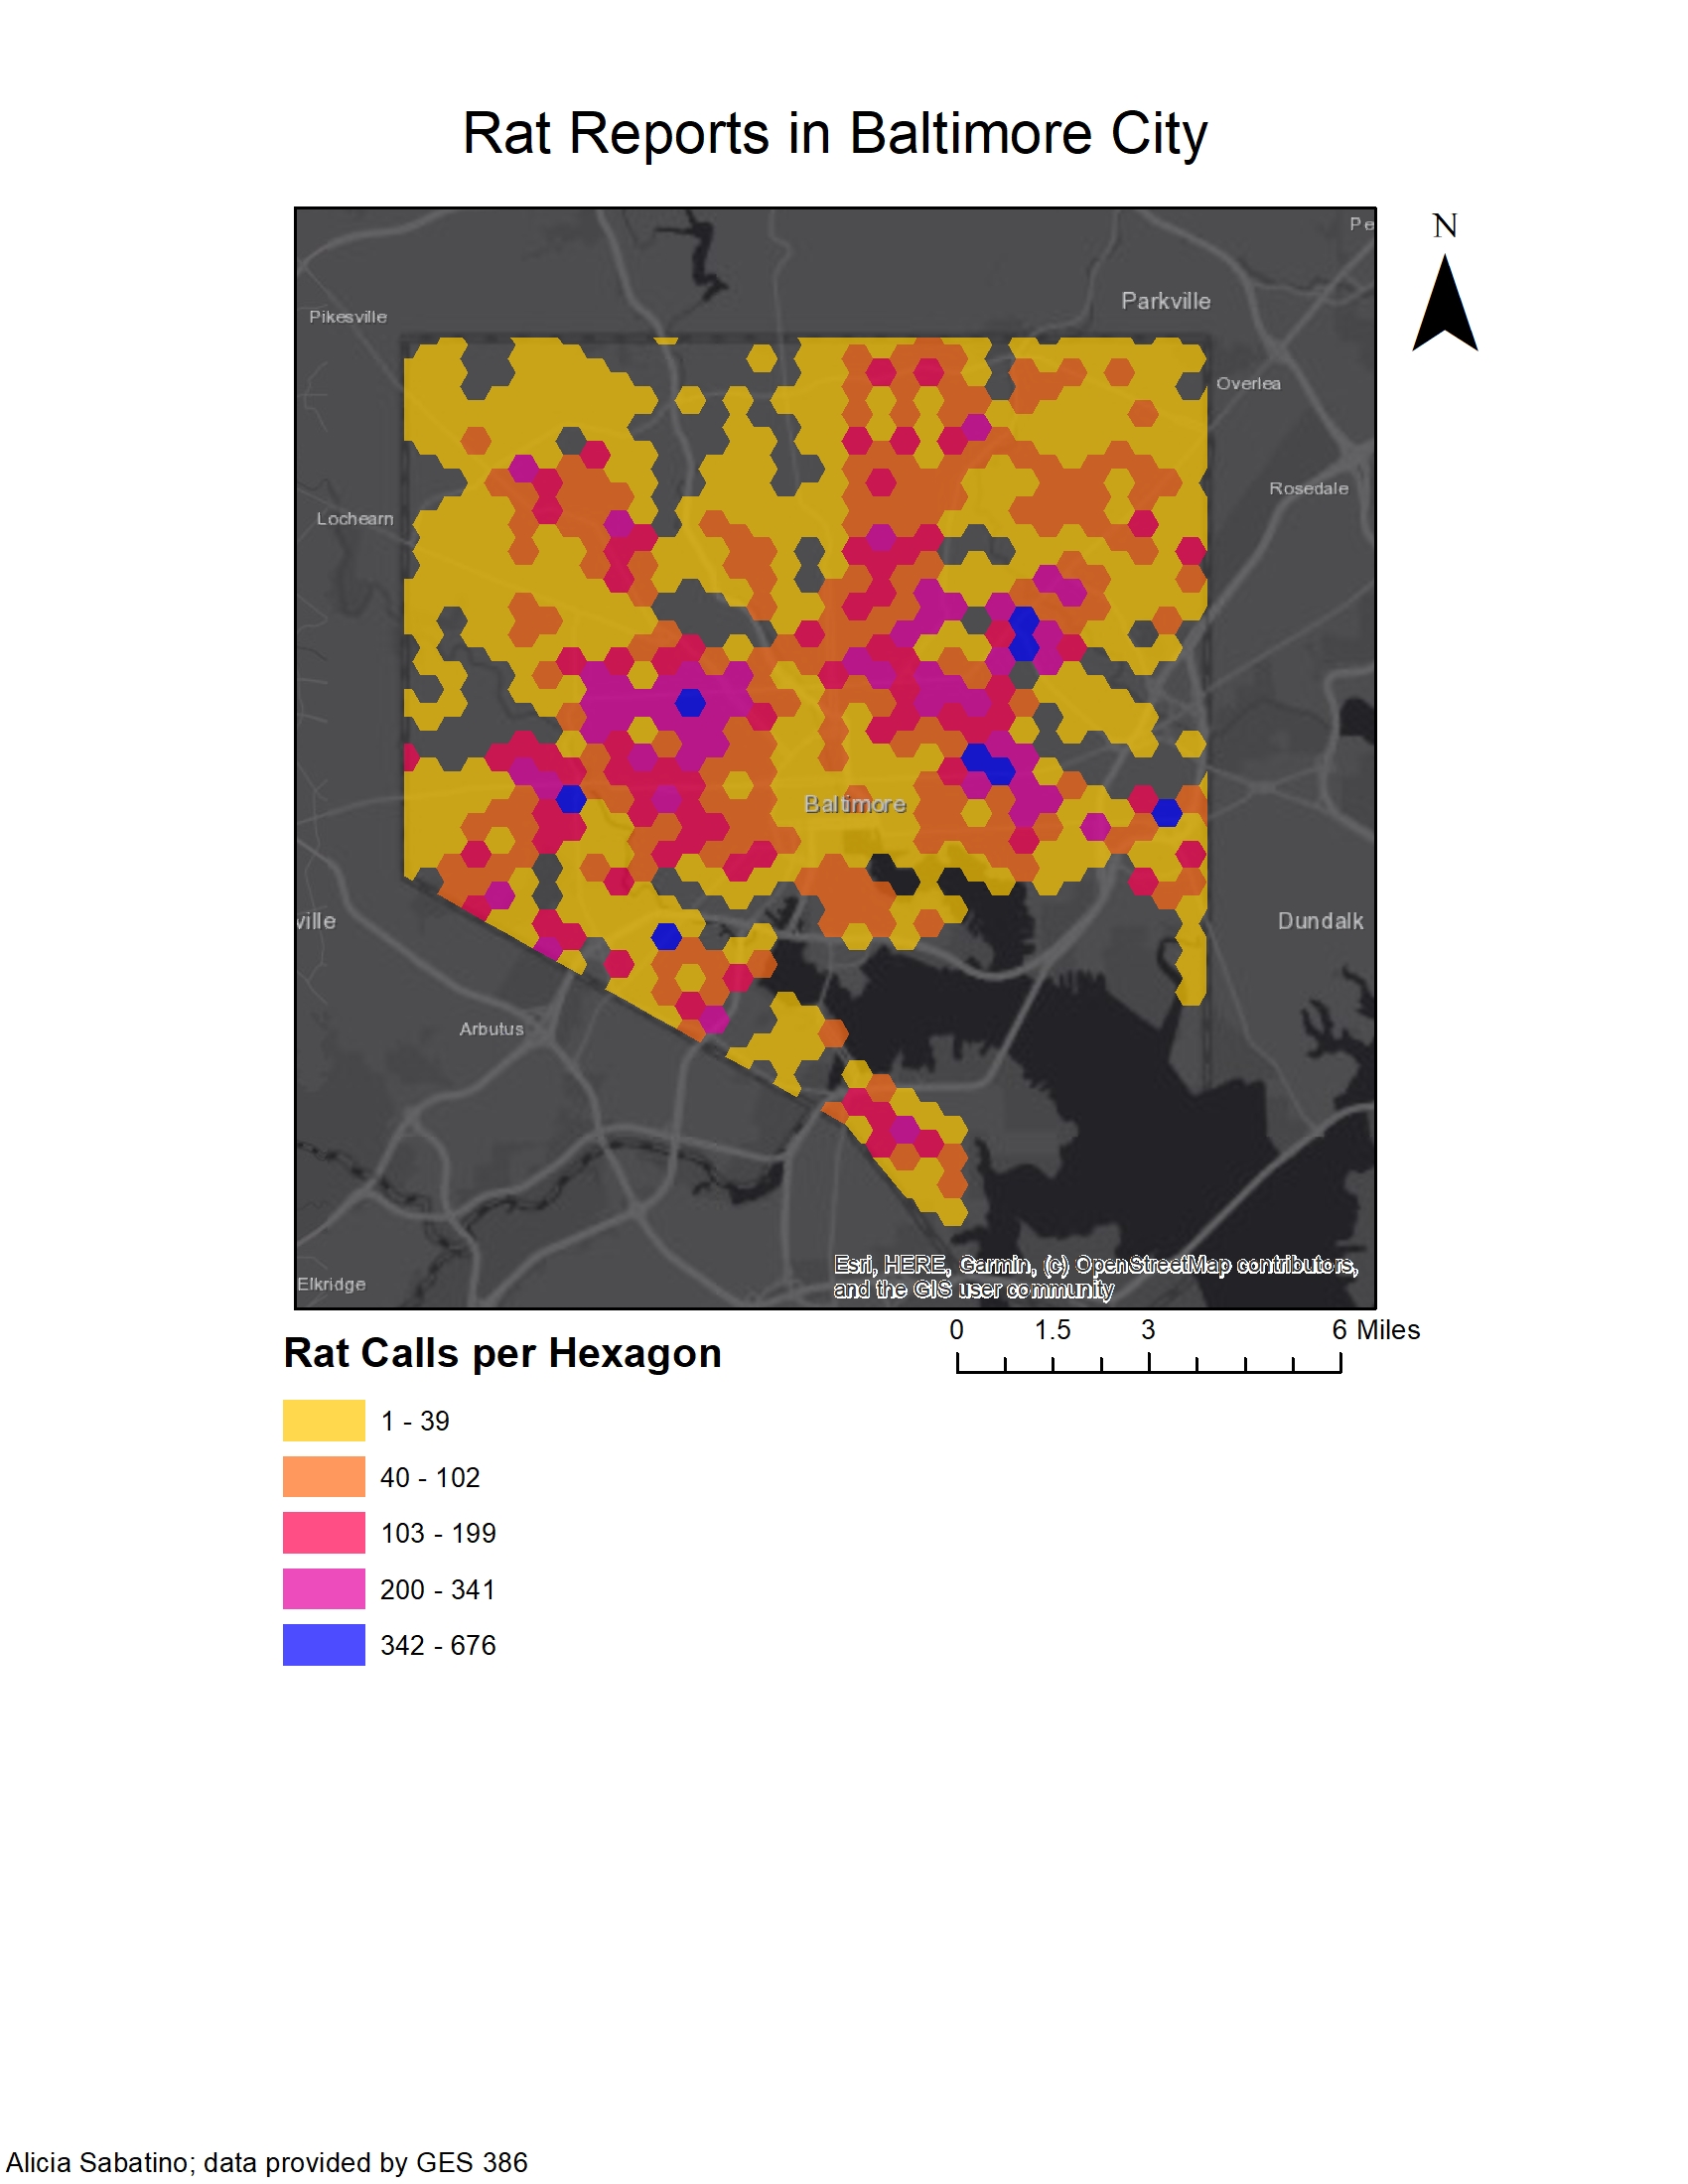 Rat Reports in Baltimore City
N
Pe
Parkville
Pikesville
Overlea
Rosedale
Lochearn
Baltimore
ville
Dundalk
Arbutus
Elkridge
Esri, HERE, Garmin, (c) OpenStreetMap contributors,
and the GIS user community
0 1.5 3 6 Miles
Rat Calls per Hexagon
1 - 39
40 - 102
103 - 199
200 - 341
342 - 676
Alicia Sabatino; data provided by GES 386